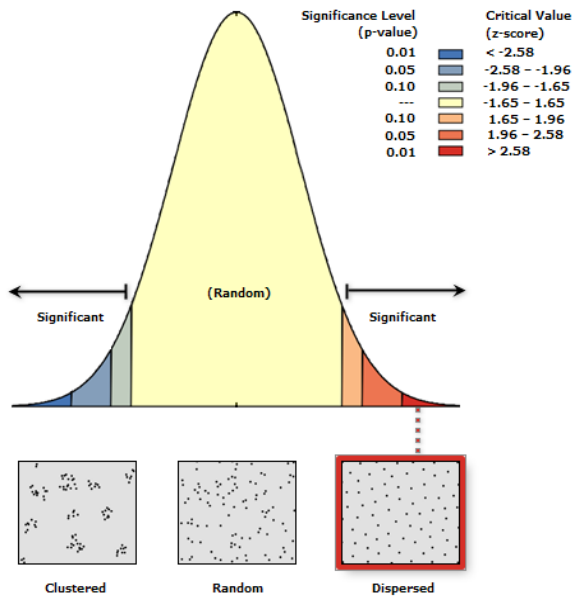 Significance Level Critical Value
(p-value) (z-score)
0.01 < -2.58
0.05 -2.58 – -1.96
0.10 -1.96 – -1.65
--- -1.65 – 1.65
0.10 1.65 – 1.96
0.05 1.96 – 2.58
0.01 > 2.58
(Random)
Significant Significant
Clustered Random Dispersed